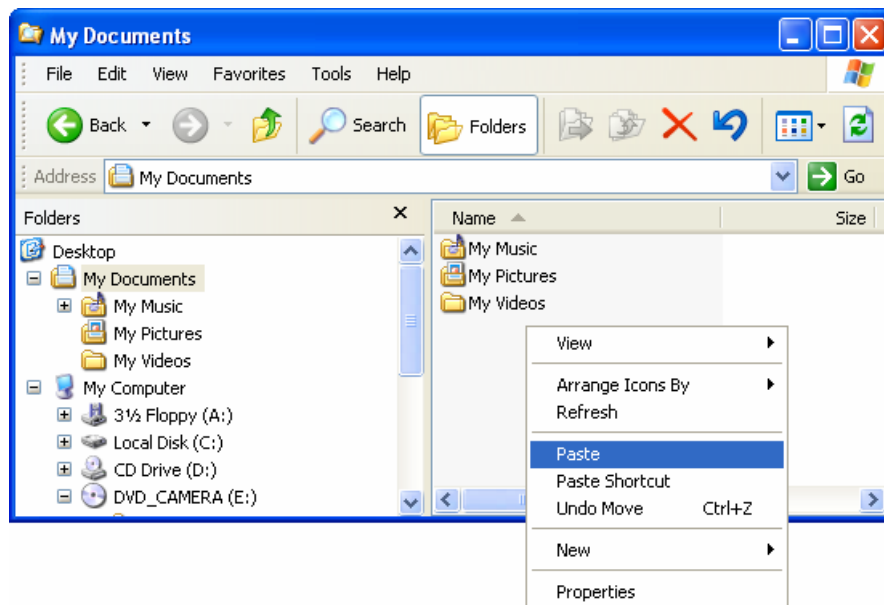 My Documents
File Edit View Favorites Tools Help
Back Search Folders
Address My Documents Go
Folders
Name Size
Desktop
My Documents
My Music
My Pictures
My Videos
My Computer
3½ Floppy (A:)
Local Disk (C:)
CD Drive (D:)
DVD_CAMERA (E:)
My Music
My Pictures
My Videos
View
Arrange Icons By
Refresh
Paste
Paste Shortcut
Undo Move Ctrl+Z
New
Properties